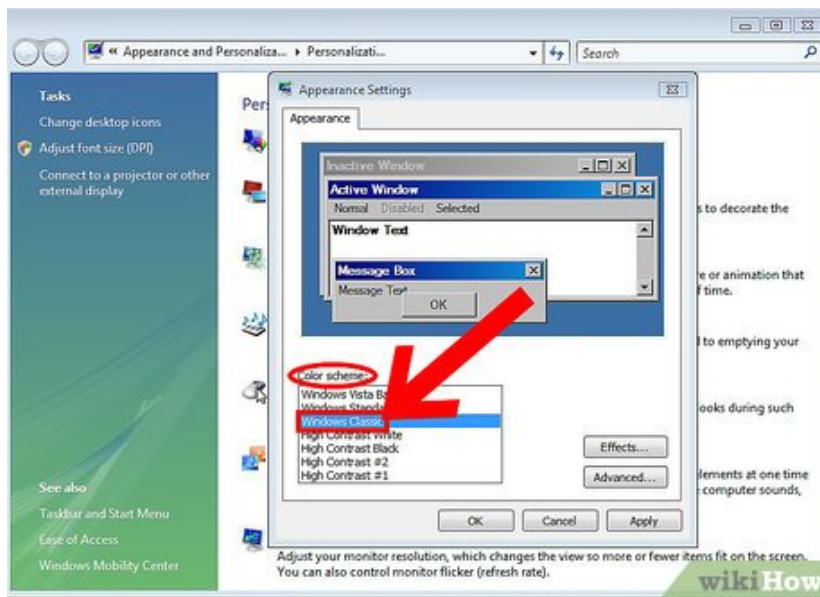 « Appearance and Personaliza... ▸ Personalizati...
Search
Tasks
Change desktop icons
Adjust font size (DPI)
Connect to a projector or other
external display
See also
Taskbar and Start Menu
Ease of Access
Windows Mobility Center
Pers
Appearance Settings
Appearance
Inactive Window
Active Window
Normal Disabled Selected
Window Text
Message Box
Message Text
OK
Color scheme:
Windows Vista Ba
Windows Standa
Windows Classic
High Contrast White
High Contrast Black
High Contrast #2
High Contrast #1
Effects...
Advanced...
OK Cancel Apply
s to decorate the
e or animation that
f time.
d to emptying your
ooks during such
elements at one time
computer sounds,
Adjust your monitor resolution, which changes the view so more or fewer items fit on the screen.
You can also control monitor flicker (refresh rate).
wikiHow